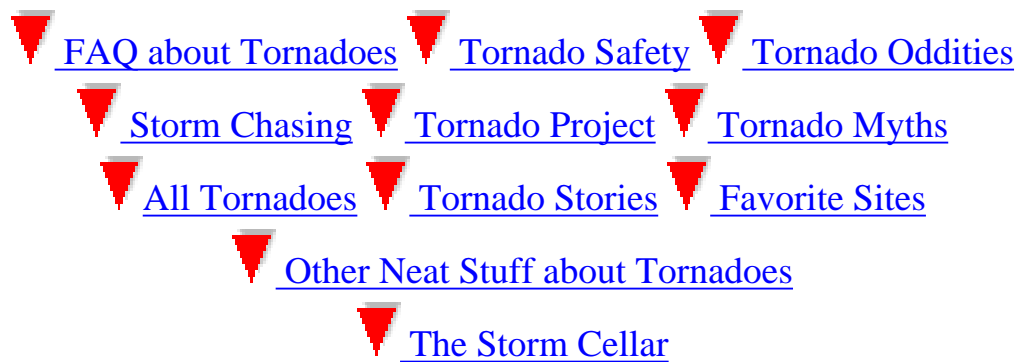 FAQ about Tornadoes Tornado Safety Tornado Oddities
Storm Chasing Tornado Project Tornado Myths
All Tornadoes Tornado Stories Favorite Sites
Other Neat Stuff about Tornadoes
The Storm Cellar